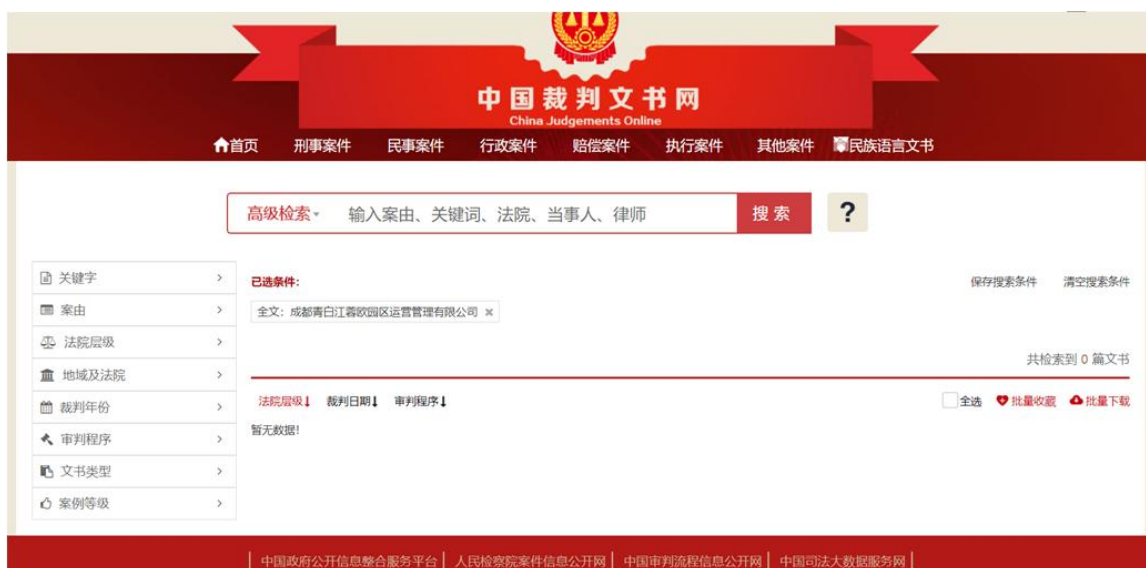 中国裁判文书网
China Judgements Online
首页 刑事案件 民事案件 行政案件 赔偿案件 执行案件 其他案件 民族语言文书
高级检索 输入案由、关键词、法院、当事人、律师 搜索 ?
关键字
案由
法院层级
地域及法院
裁判年份
审判程序
文书类型
案例等级
已选条件: 保存搜索条件 清空搜索条件
全文: 成都青白江蓉欧园区运营管理有限公司
共检索到 0 篇文书
法院层级 裁判日期 审判程序 全选 批量收藏 批量下载
暂无数据!
中国政府公开信息整合服务平台 | 人民检察院案件信息公开网 | 中国审判流程信息公开网 | 中国司法大数据服务网 |